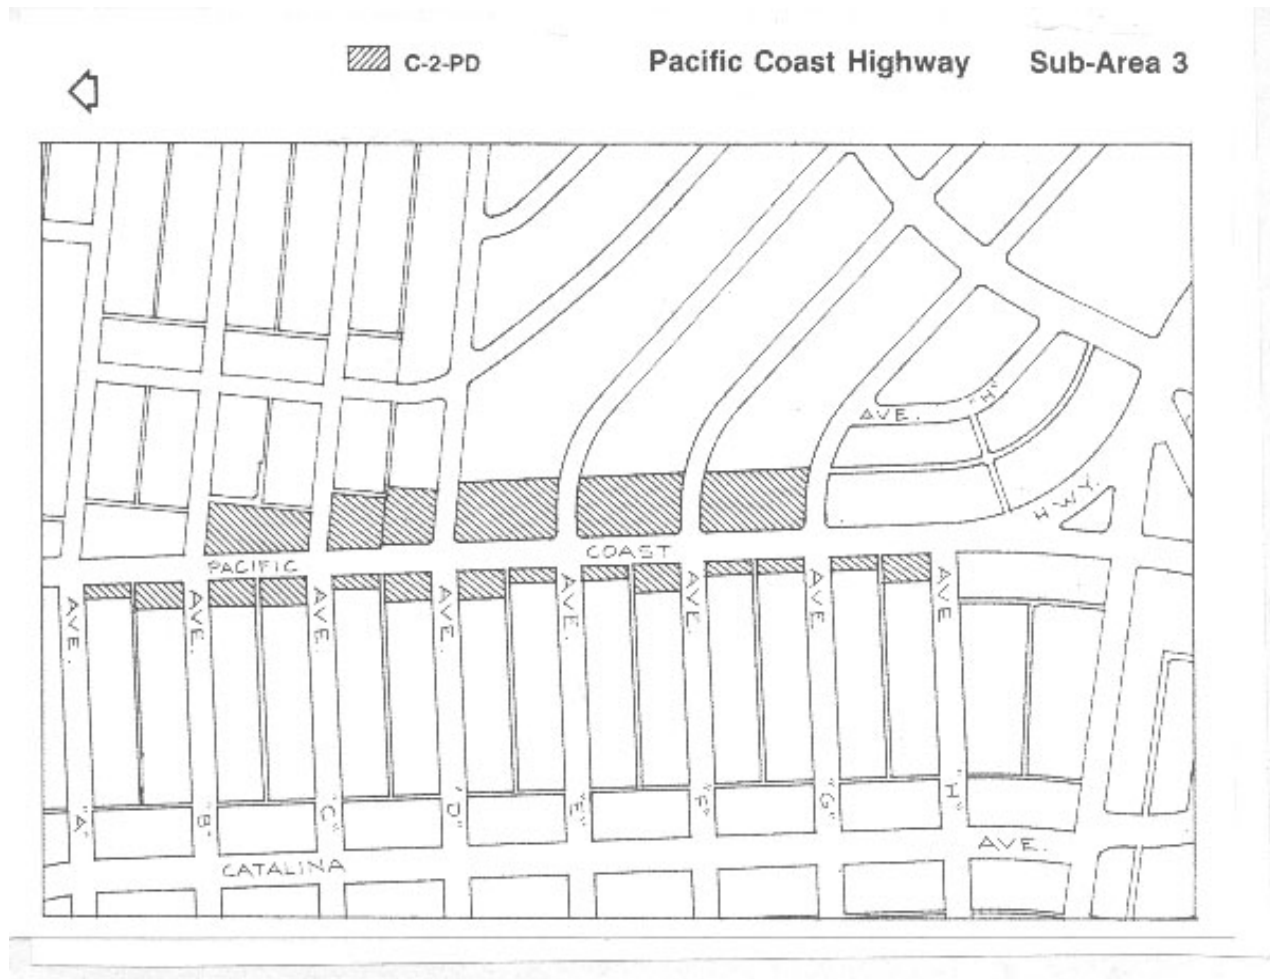 C-2-PD
Pacific Coast Highway Sub-Area 3
AVE. "H"
HWY.
COAST
PACIFIC
AVE.
AVE.
AVE.
AVE.
AVE.
AVE.
AVE.
AVE
"A"
"B"
"C"
"D"
"E"
"F"
"G"
"H"
AVE.
CATALINA